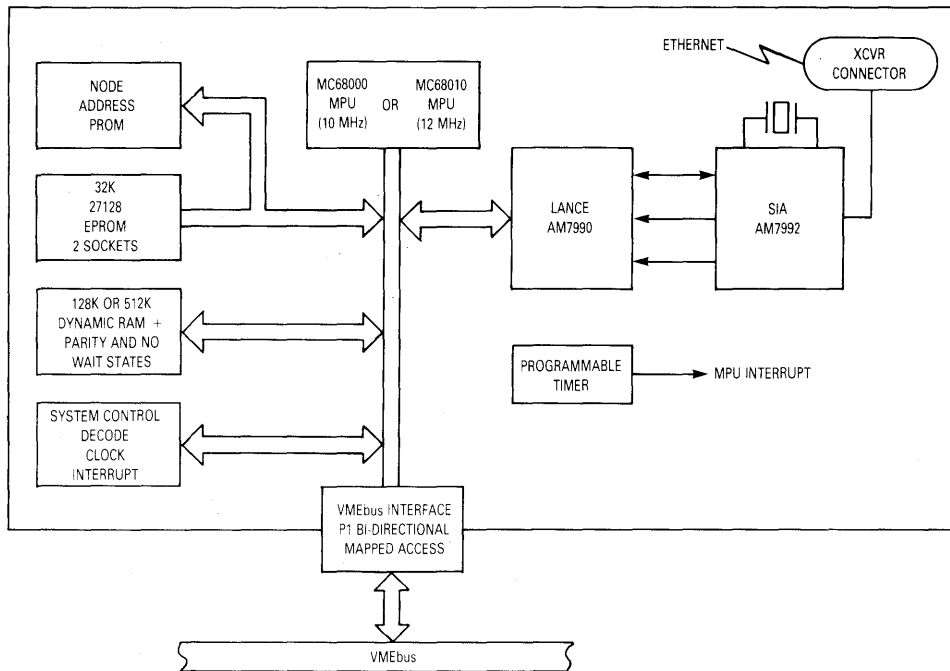 ETHERNET
XCVR
CONNECTOR
NODE
ADDRESS
PROM
MC68000
MPU
(10 MHz)
OR
MC68010
MPU
(12 MHz)
32K
27128
EPROM
2 SOCKETS
LANCE
AM7990
SIA
AM7992
128K OR 512K
DYNAMIC RAM +
PARITY AND NO
WAIT STATES
PROGRAMMABLE
TIMER
MPU INTERRUPT
SYSTEM CONTROL
DECODE
CLOCK
INTERRUPT
VMEbus INTERFACE
P1 BI-DIRECTIONAL
MAPPED ACCESS
VMEbus